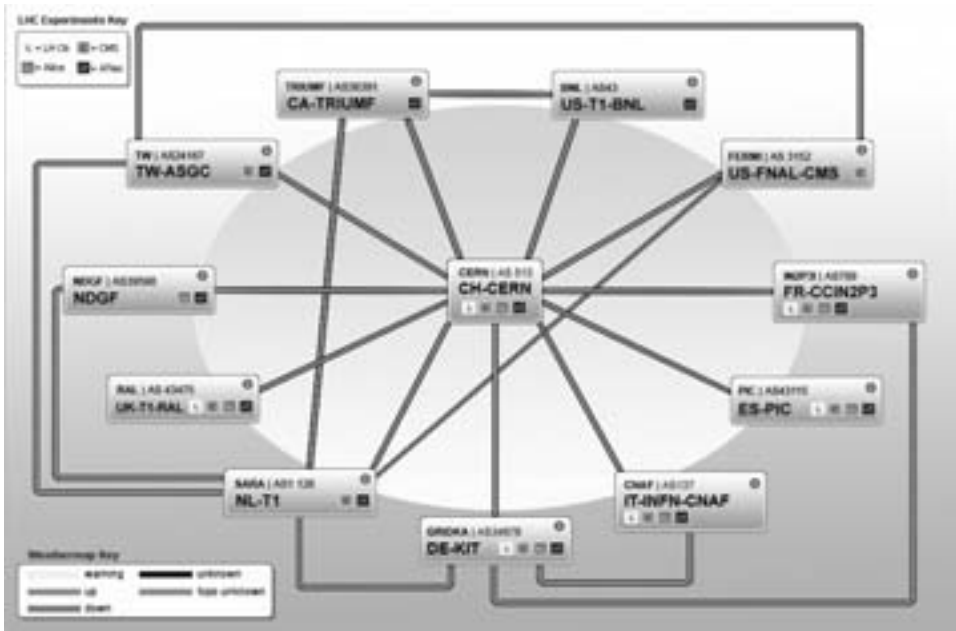 LHC Experiments Key
L = LHCb = CMS
= Alice = Atlas
TRIUMF | AS36391
CA-TRIUMF
BNL | AS43
US-T1-BNL
TW | AS24167
TW-ASGC
FERMI | AS 3152
US-FNAL-CMS
CERN | AS 513
CH-CERN
L
NDGF | AS39590
NDGF
IN2P3 | AS789
FR-CCIN2P3
L
RAL | AS 43475
UK-T1-RAL L
PIC | AS43115
ES-PIC L
SARA | AS1126
NL-T1
CNAF | AS137
IT-INFN-CNAF
L
GRIDKA | AS34878
DE-KIT L
Weathermap Key
warning unknown
up topo unknown
down